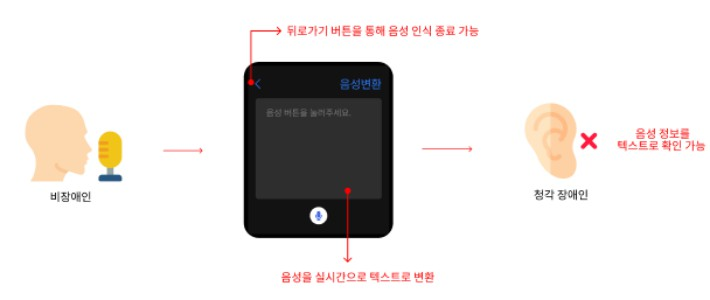 뒤로가기 버튼을 통해 음성 인식 종료 가능
음성변환
음성 버튼을 눌러주세요.
비장애인
음성 정보를
텍스트로 확인 가능
청각 장애인
음성을 실시간으로 텍스트로 변환